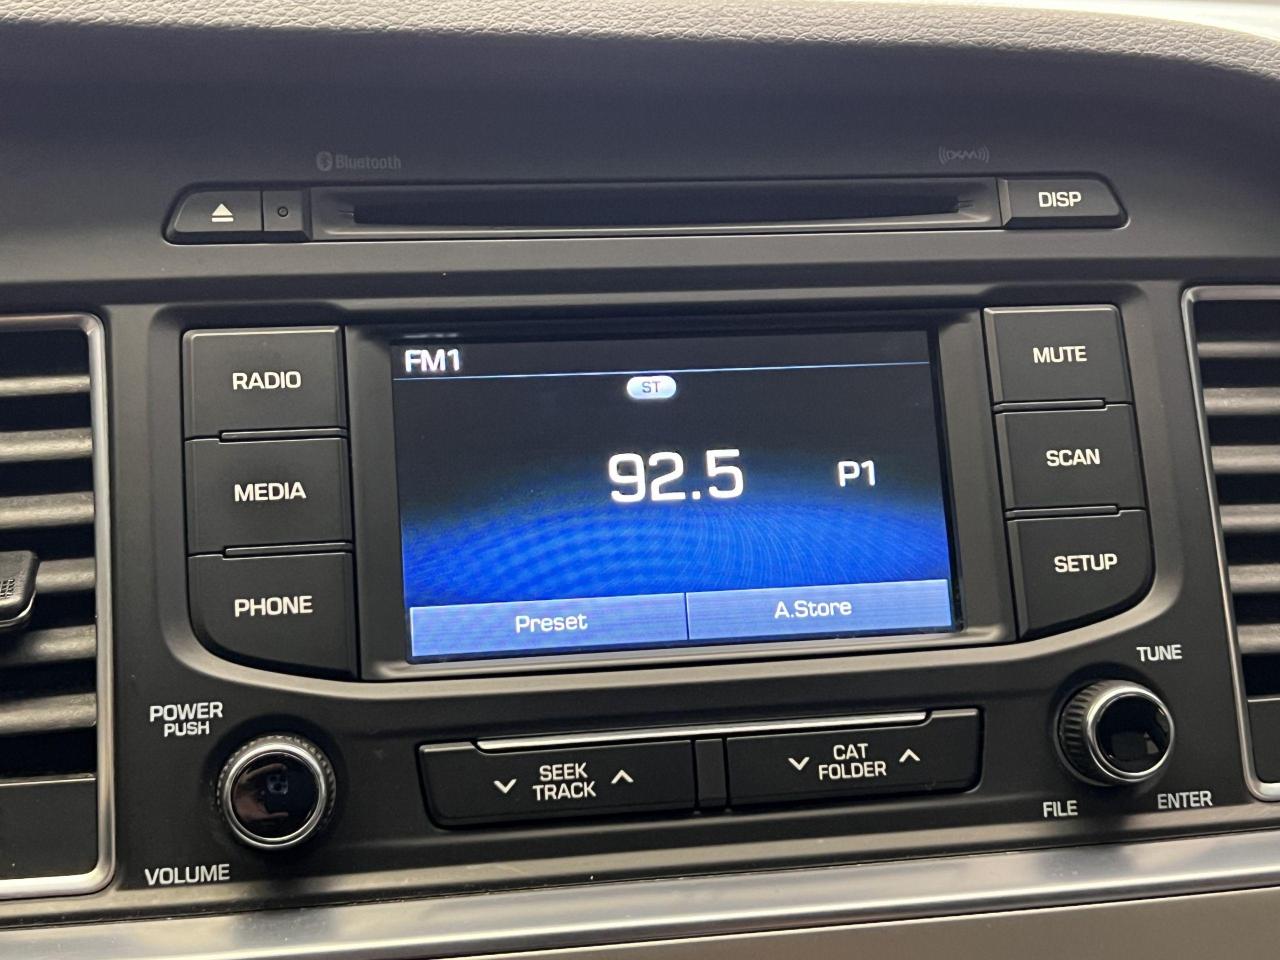 Bluetooth
((XM))
DISP
RADIO
MEDIA
PHONE
FM1
ST
92.5
P1
Preset
A.Store
MUTE
SCAN
SETUP
POWER
PUSH
VOLUME
SEEK
TRACK
CAT
FOLDER
TUNE
FILE
ENTER